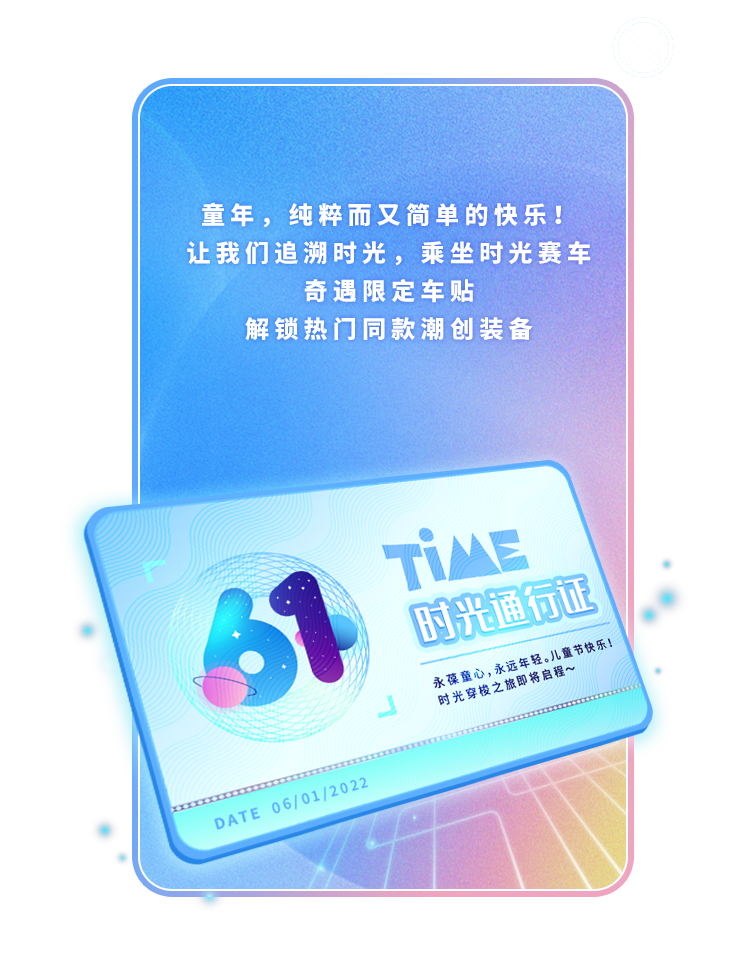 童年，纯粹而又简单的快乐！
让我们追溯时光，乘坐时光赛车
奇遇限定车贴
解锁热门同款潮创装备
TiME
时光通行证
61
永葆童心，永远年轻。儿童节快乐！
时光穿梭之旅即将启程～
DATE 06/01/2022